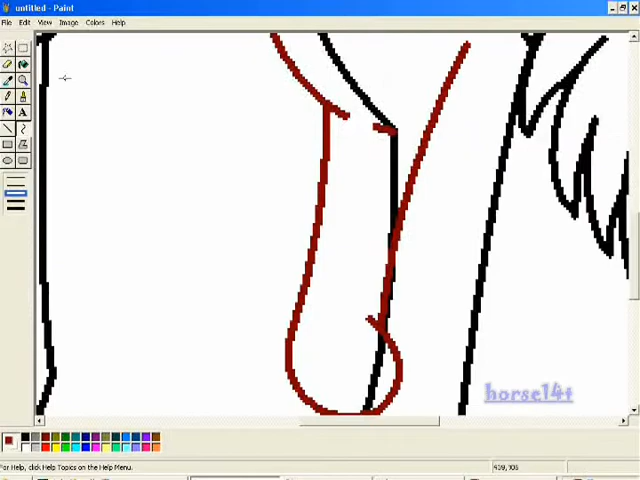 untitled - Paint
File Edit View Image Colors Help
A
horse14t
For Help, click Help Topics on the Help Menu.